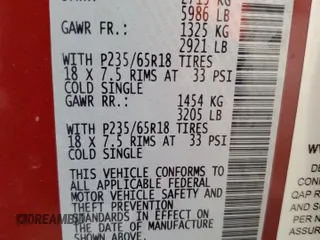 2715 KG
5986 LB
GAWR FR.: 1325 KG
2921 LB
WITH P235/65R18 TIRES
18 X 7.5 RIMS AT 33 PSI
COLD SINGLE
GAWR RR.: 1454 KG
3205 LB
WITH P235/65R18 TIRES
18 X 7.5 RIMS AT 33 PSI
COLD SINGLE
THIS VEHICLE CONFORMS TO
ALL APPLICABLE FEDERAL
MOTOR VEHICLE SAFETY AND
THEFT PREVENTION
STANDARDS IN EFFECT ON
THE DATE OF MANUFACTURE
SHOWN ABOVE.